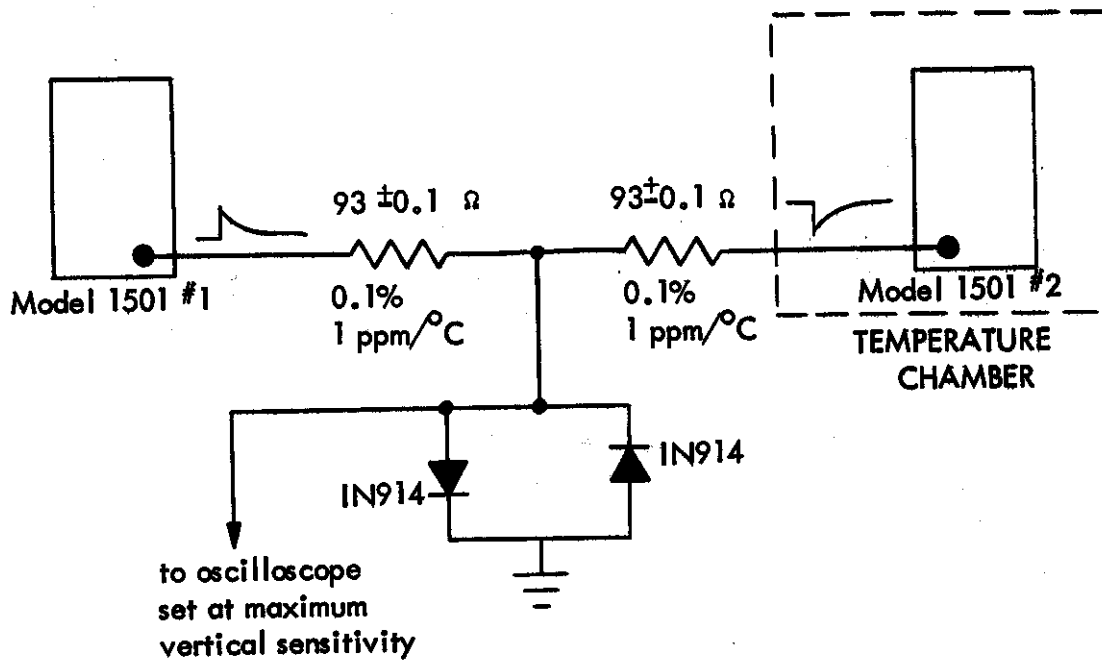 93 ±0.1 Ω
93±0.1 Ω
Model 1501 #1
0.1%
1 ppm/°C
0.1%
1 ppm/°C
Model 1501 #2
TEMPERATURE
CHAMBER
IN914
IN914
to oscilloscope
set at maximum
vertical sensitivity